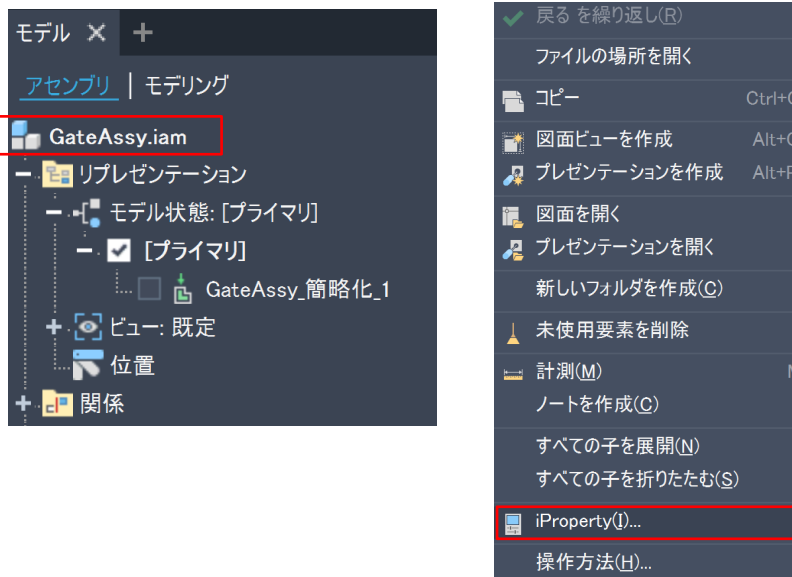 モデル
アセンブリ | モデリング
GateAssy.iam
リプレゼンテーション
モデル状態: [プライマリ]
[プライマリ]
GateAssy_簡略化_1
ビュー: 既定
位置
関係
戻る を繰り返し(R)
ファイルの場所を開く
コピー Ctrl+C
図面ビューを作成
プレゼンテーションを作成
図面を開く
プレゼンテーションを開く
新しいフォルダを作成(C)
未使用要素を削除
計測(M) M
ノートを作成(C)
すべての子を展開(N)
すべての子を折りたたむ(S)
iProperty(I)...
操作方法(H)...